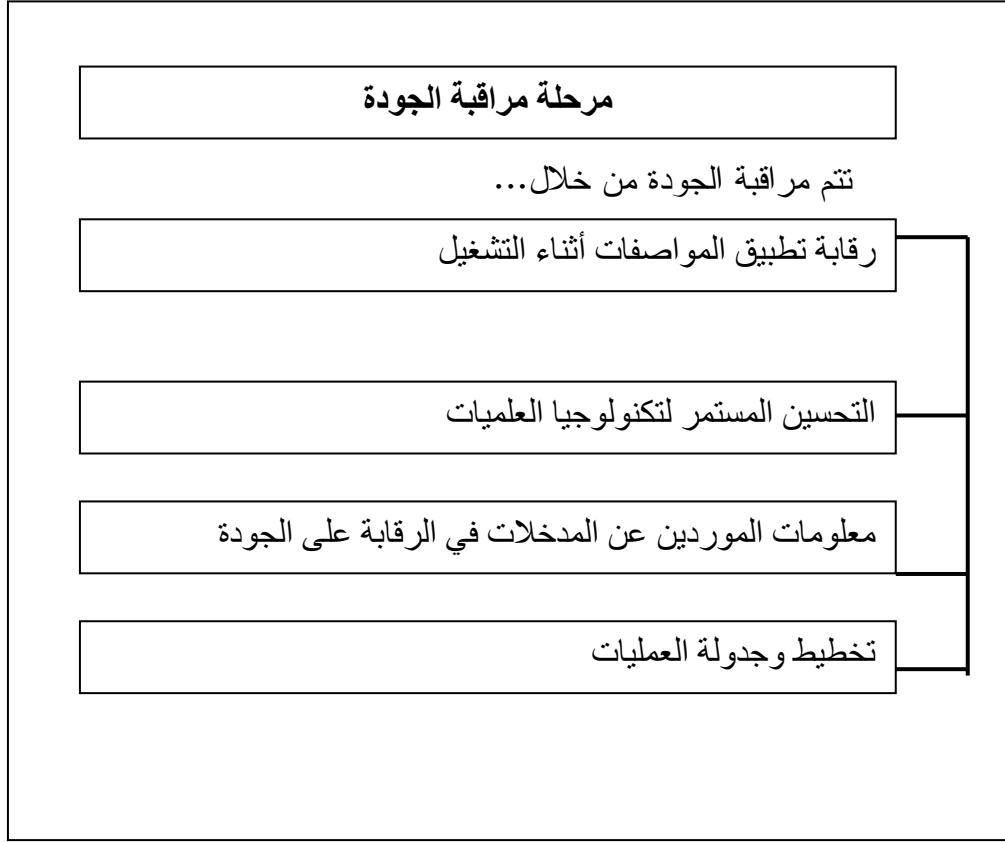 مرحلة مراقبة الجودة
تتم مراقبة الجودة من خلال...
رقابة تطبيق المواصفات أثناء التشغيل
التحسين المستمر لتكنولوجيا العلميات
معلومات الموردين عن المدخلات في الرقابة على الجودة
تخطيط وجدولة العمليات